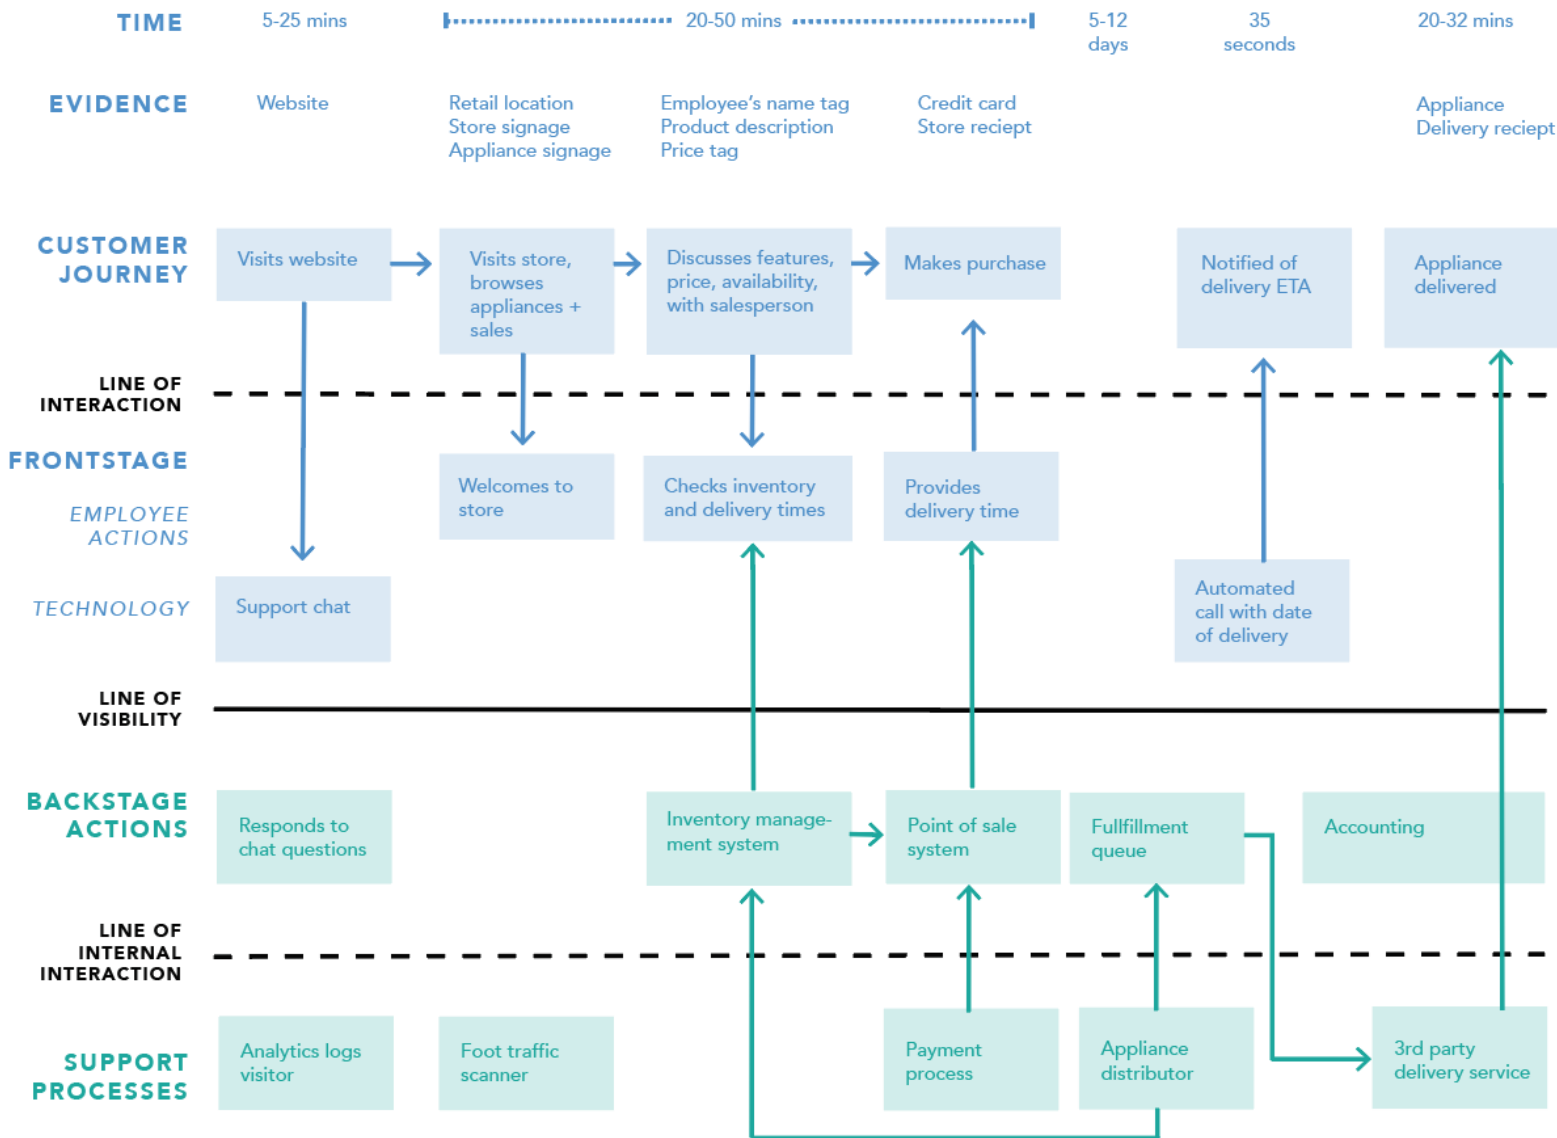 TIME
5-25 mins
20-50 mins
5-12
days
35
seconds
20-32 mins
EVIDENCE
Website
Retail location
Store signage
Appliance signage
Employee's name tag
Product description
Price tag
Credit card
Store reciept
Appliance
Delivery reciept
CUSTOMER
JOURNEY
Visits website
Visits store,
browses
appliances +
sales
Discusses features,
price, availability,
with salesperson
Makes purchase
Notified of
delivery ETA
Appliance
delivered
LINE OF
INTERACTION
FRONTSTAGE
EMPLOYEE
ACTIONS
Welcomes to
store
Checks inventory
and delivery times
Provides
delivery time
TECHNOLOGY
Support chat
Automated
call with date
of delivery
LINE OF
VISIBILITY
BACKSTAGE
ACTIONS
Responds to
chat questions
Inventory manage-
ment system
Point of sale
system
Fullfillment
queue
Accounting
LINE OF
INTERNAL
INTERACTION
SUPPORT
PROCESSES
Analytics logs
visitor
Foot traffic
scanner
Payment
process
Appliance
distributor
3rd party
delivery service